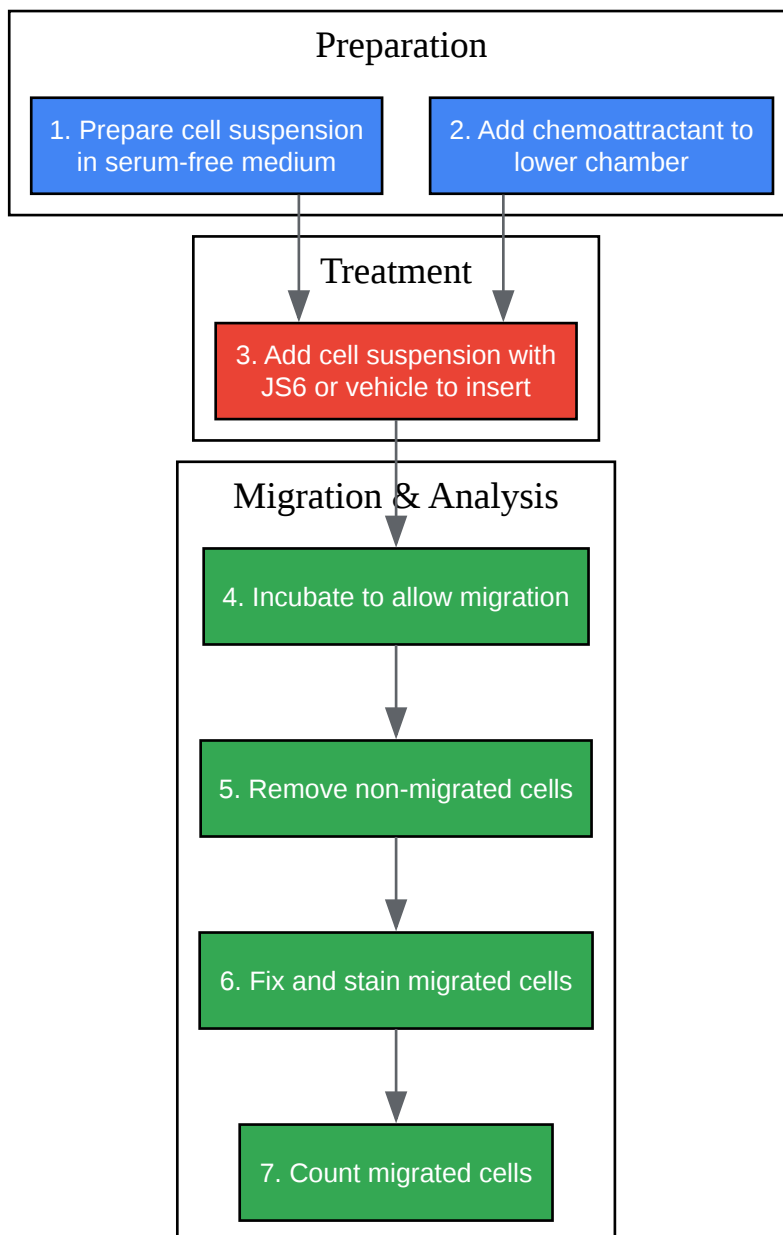 Preparation
1. Prepare cell suspension
in serum-free medium
2. Add chemoattractant to
lower chamber
Treatment
3. Add cell suspension with
JS6 or vehicle to insert
Migration & Analysis
4. Incubate to allow migration
5. Remove non-migrated cells
6. Fix and stain migrated cells
7. Count migrated cells